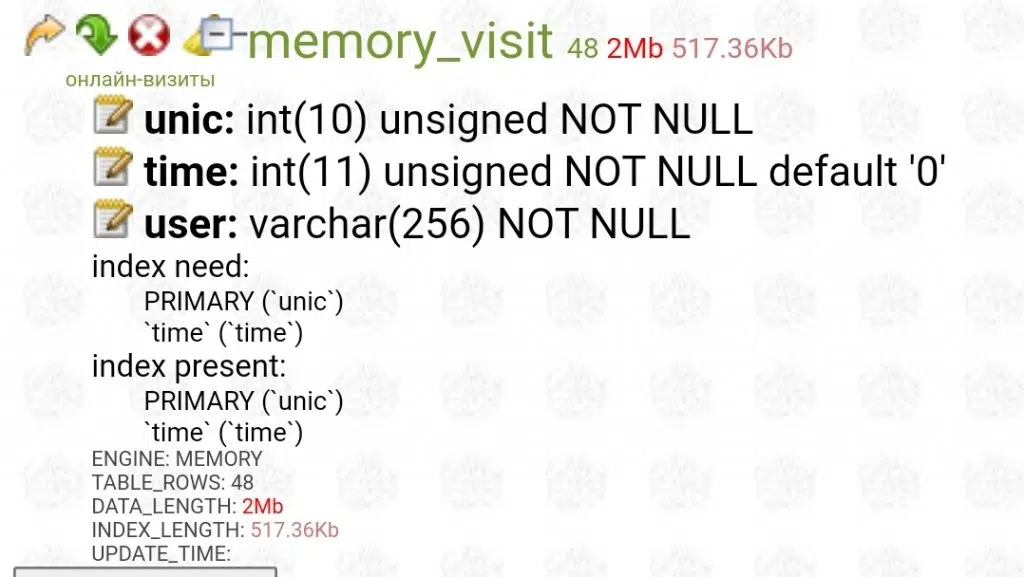 memory_visit 48 2Mb 517.36Kb
онлайн-визиты
unic: int(10) unsigned NOT NULL
time: int(11) unsigned NOT NULL default '0'
user: varchar(256) NOT NULL
index need:
PRIMARY (`unic`)
`time` (`time`)
index present:
PRIMARY (`unic`)
`time` (`time`)
ENGINE: MEMORY
TABLE_ROWS: 48
DATA_LENGTH: 2Mb
INDEX_LENGTH: 517.36Kb
UPDATE_TIME: